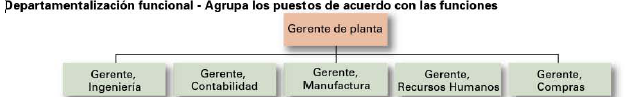 Departamentalización funcional - Agrupa los puestos de acuerdo con las funciones
Gerente de planta
Gerente,
Ingeniería
Gerente,
Contabilidad
Gerente,
Manufactura
Gerente,
Recursos Humanos
Gerente,
Compras